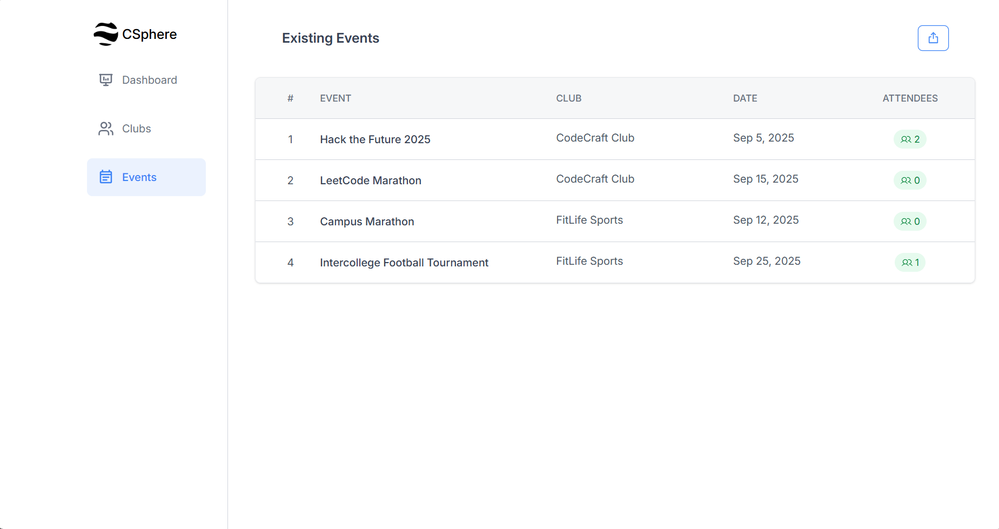 CSphere
Dashboard
Clubs
Events
Existing Events
# EVENT CLUB DATE ATTENDEES
1 Hack the Future 2025 CodeCraft Club Sep 5, 2025 2
2 LeetCode Marathon CodeCraft Club Sep 15, 2025 0
3 Campus Marathon FitLife Sports Sep 12, 2025 0
4 Intercollege Football Tournament FitLife Sports Sep 25, 2025 1